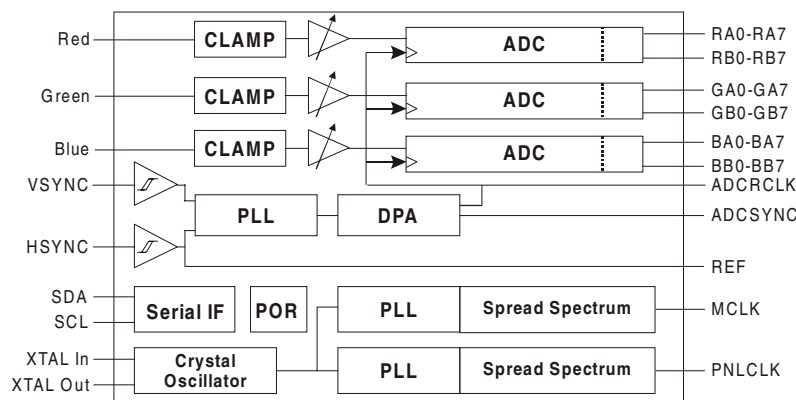 Red CLAMP ADC RA0-RA7
RB0-RB7
Green CLAMP ADC GA0-GA7
GB0-GB7
Blue CLAMP ADC BA0-BA7
BB0-BB7
VSYNC ADCRCLK
PLL DPA ADCSYNC
HSYNC REF
SDA Serial IF POR PLL Spread Spectrum MCLK
SCL
XTAL In Crystal Oscillator PLL Spread Spectrum PNLCLK
XTAL Out